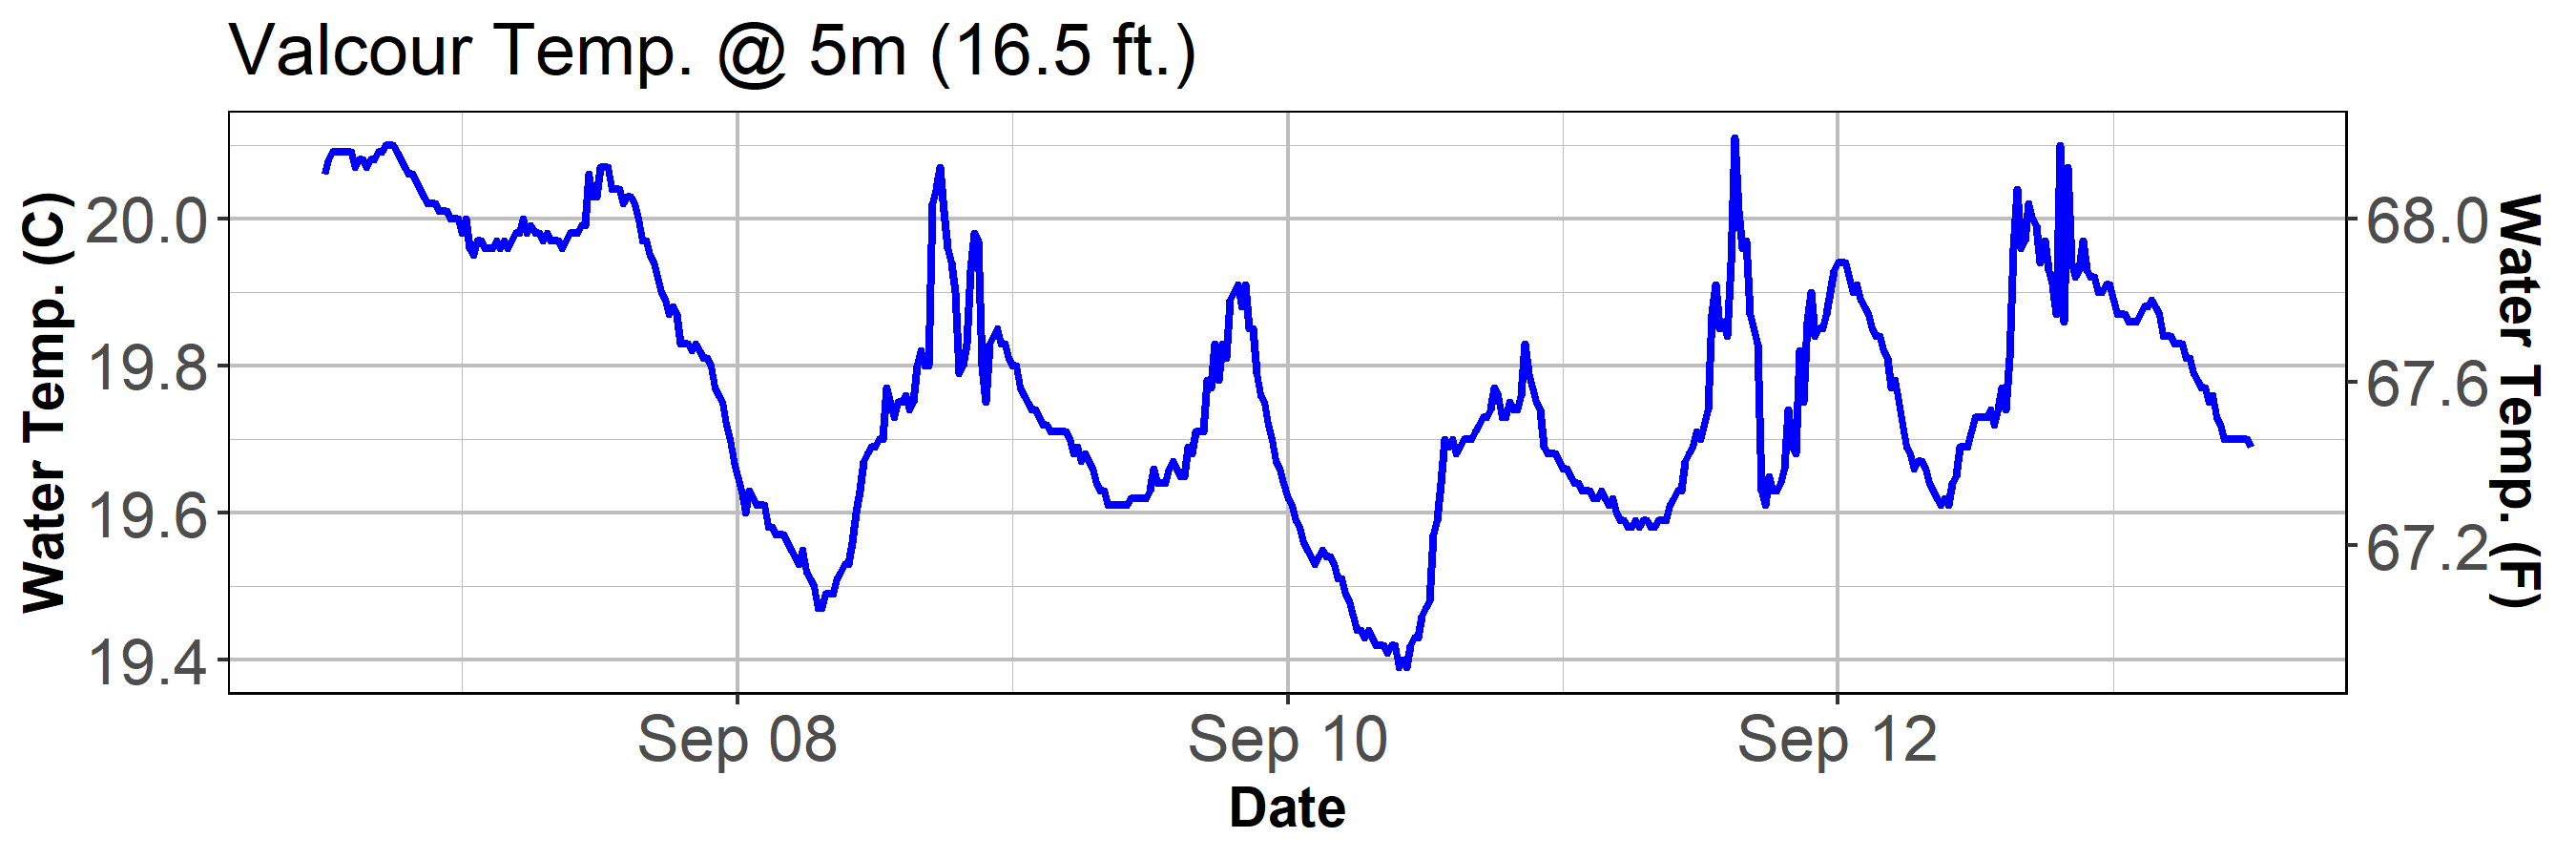 Valcour Temp. @ 5m (16.5 ft.)
Water Temp. (C)
20.0
19.8
19.6
19.4
68.0
67.6
67.2
Water Temp. (F)
Sep 08
Sep 10
Sep 12
Date